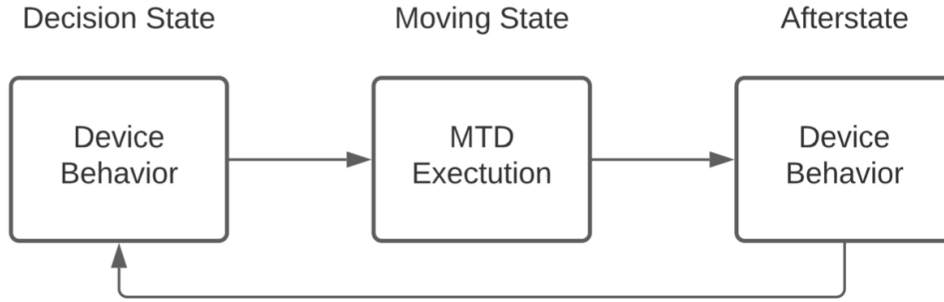 Decision State
Moving State
Afterstate
Device
Behavior
MTD
Exectution
Device
Behavior